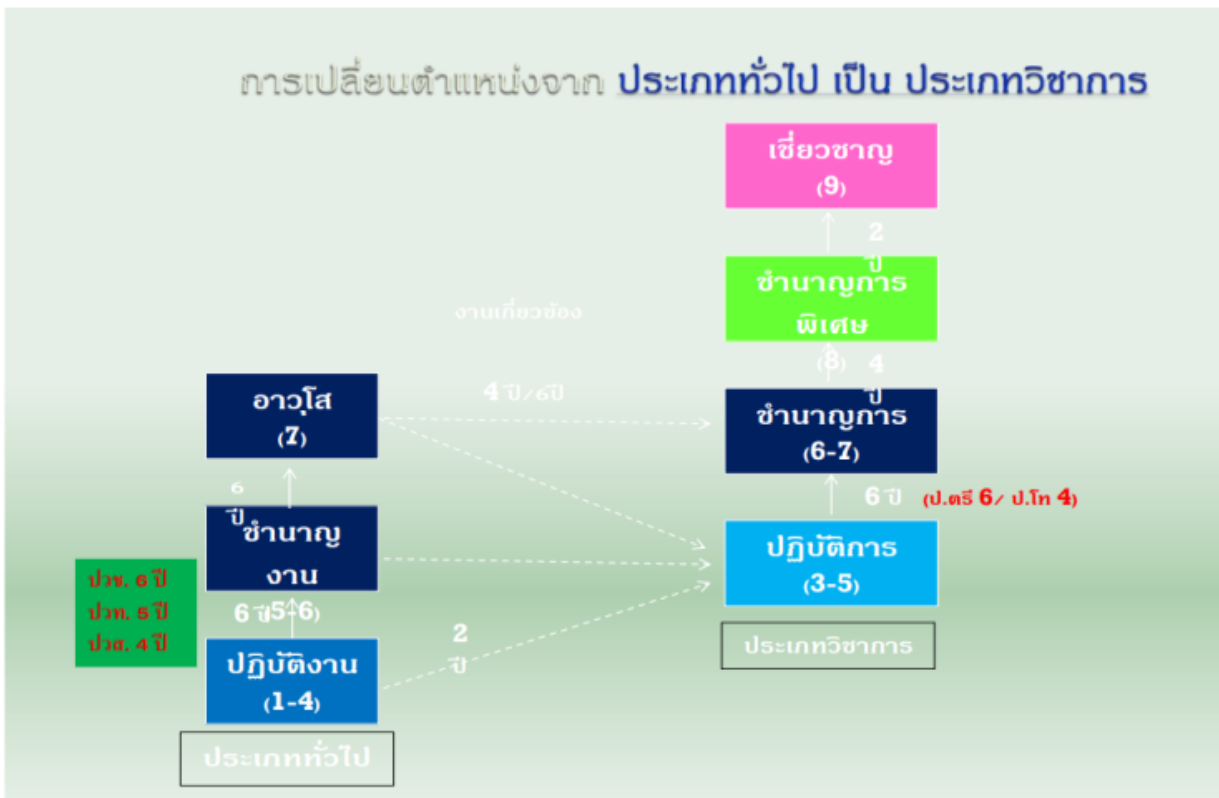 การเปลี่ยนตำแหน่งจาก ประเภททั่วไป เป็น ประเภทวิชาการ
เชี่ยวชาญ
(9)
2
ปี
ชำนาญการ
พิเศษ
(8)
4
ปี
งานเกี่ยวข้อง
อาวุโส
(7)
4 ปี/6ปี
ชำนาญการ
(6-7)
6
ปี
6 ปี (ป.ตรี 6/ ป.โท 4)
ชำนาญ
งาน
(5-6)
6 ปี
ปฏิบัติการ
(3-5)
ปวช. 6 ปี
ปวท. 5 ปี
ปวส. 4 ปี
2
ปี
ประเภทวิชาการ
ปฏิบัติงาน
(1-4)
ประเภททั่วไป